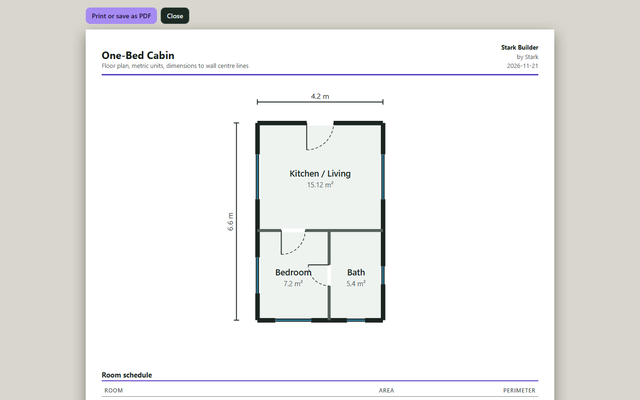 Print or save as PDF
Close
One-Bed Cabin
Floor plan, metric units, dimensions to wall centre lines
Stark Builder
by Stark
2026-11-21
4.2 m
6.6 m
Kitchen / Living
15.12 m²
Bedroom
7.2 m²
Bath
5.4 m²
Room schedule
ROOM AREA PERIMETER